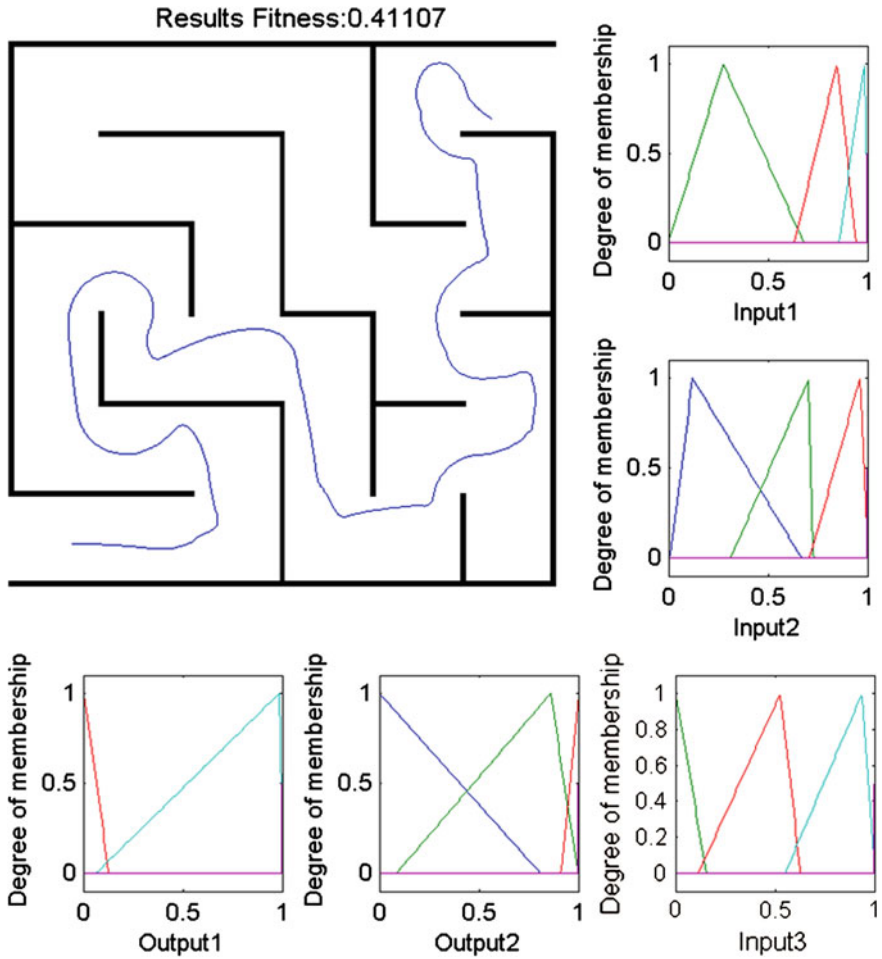 Results Fitness:0.41107
Degree of membership
1
0.5
0
0 0.5 1
Input1
Degree of membership
1
0.5
0
0 0.5 1
Input2
Degree of membership
1
0.5
0
0 0.5 1
Output1
Degree of membership
1
0.5
0
0 0.5 1
Output2
Degree of membership
1
0.8
0.6
0.4
0.2
0
0 0.5 1
Input3